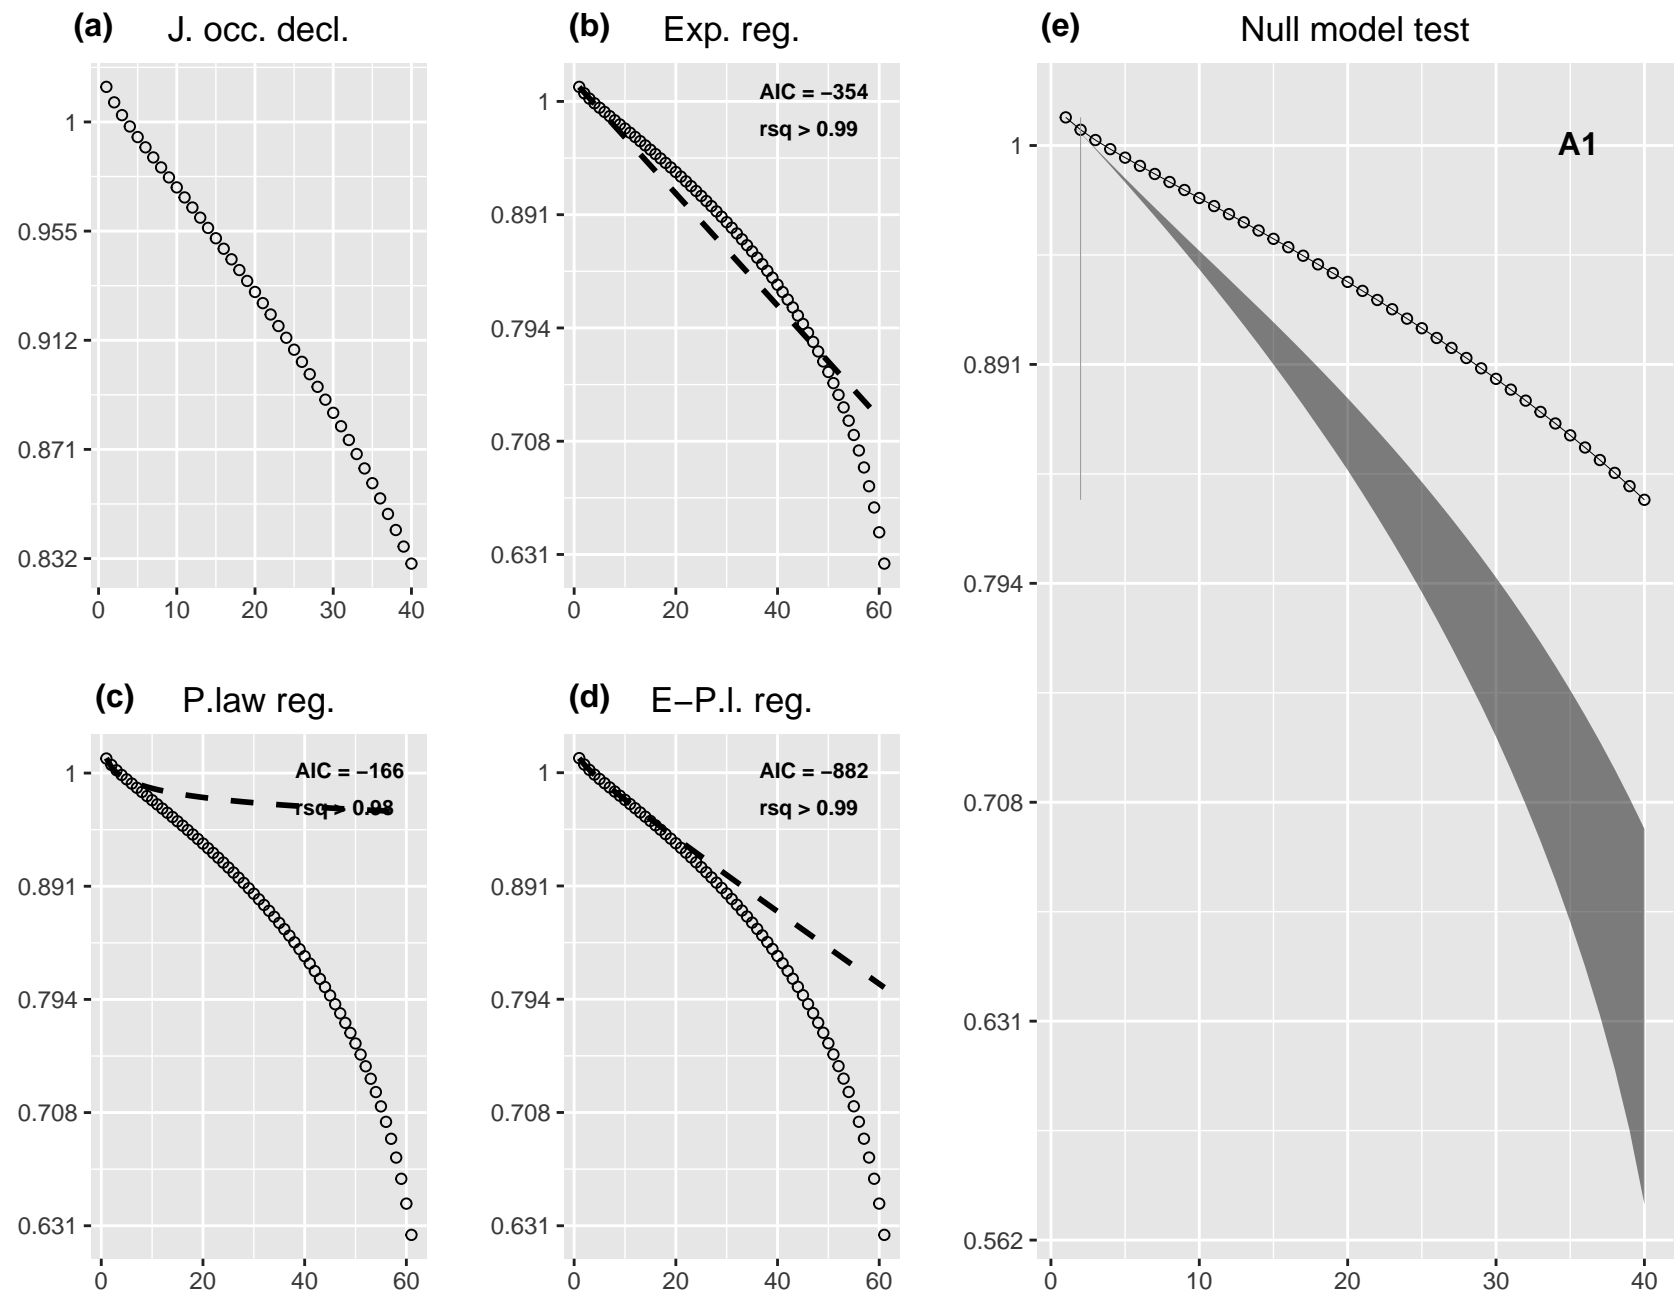 (a) J. occ. decl.
1
0.955
0.912
0.871
0.832
0 10 20 30 40
(b) Exp. reg.
AIC = −354
rsq > 0.99
1
0.891
0.794
0.708
0.631
0 20 40 60
(c) P.law reg.
AIC = −166
rsq > 0.98
1
0.891
0.794
0.708
0.631
0 20 40 60
(d) E−P.l. reg.
AIC = −882
rsq > 0.99
1
0.891
0.794
0.708
0.631
0 20 40 60
(e) Null model test
A1
1
0.891
0.794
0.708
0.631
0.562
0 10 20 30 40